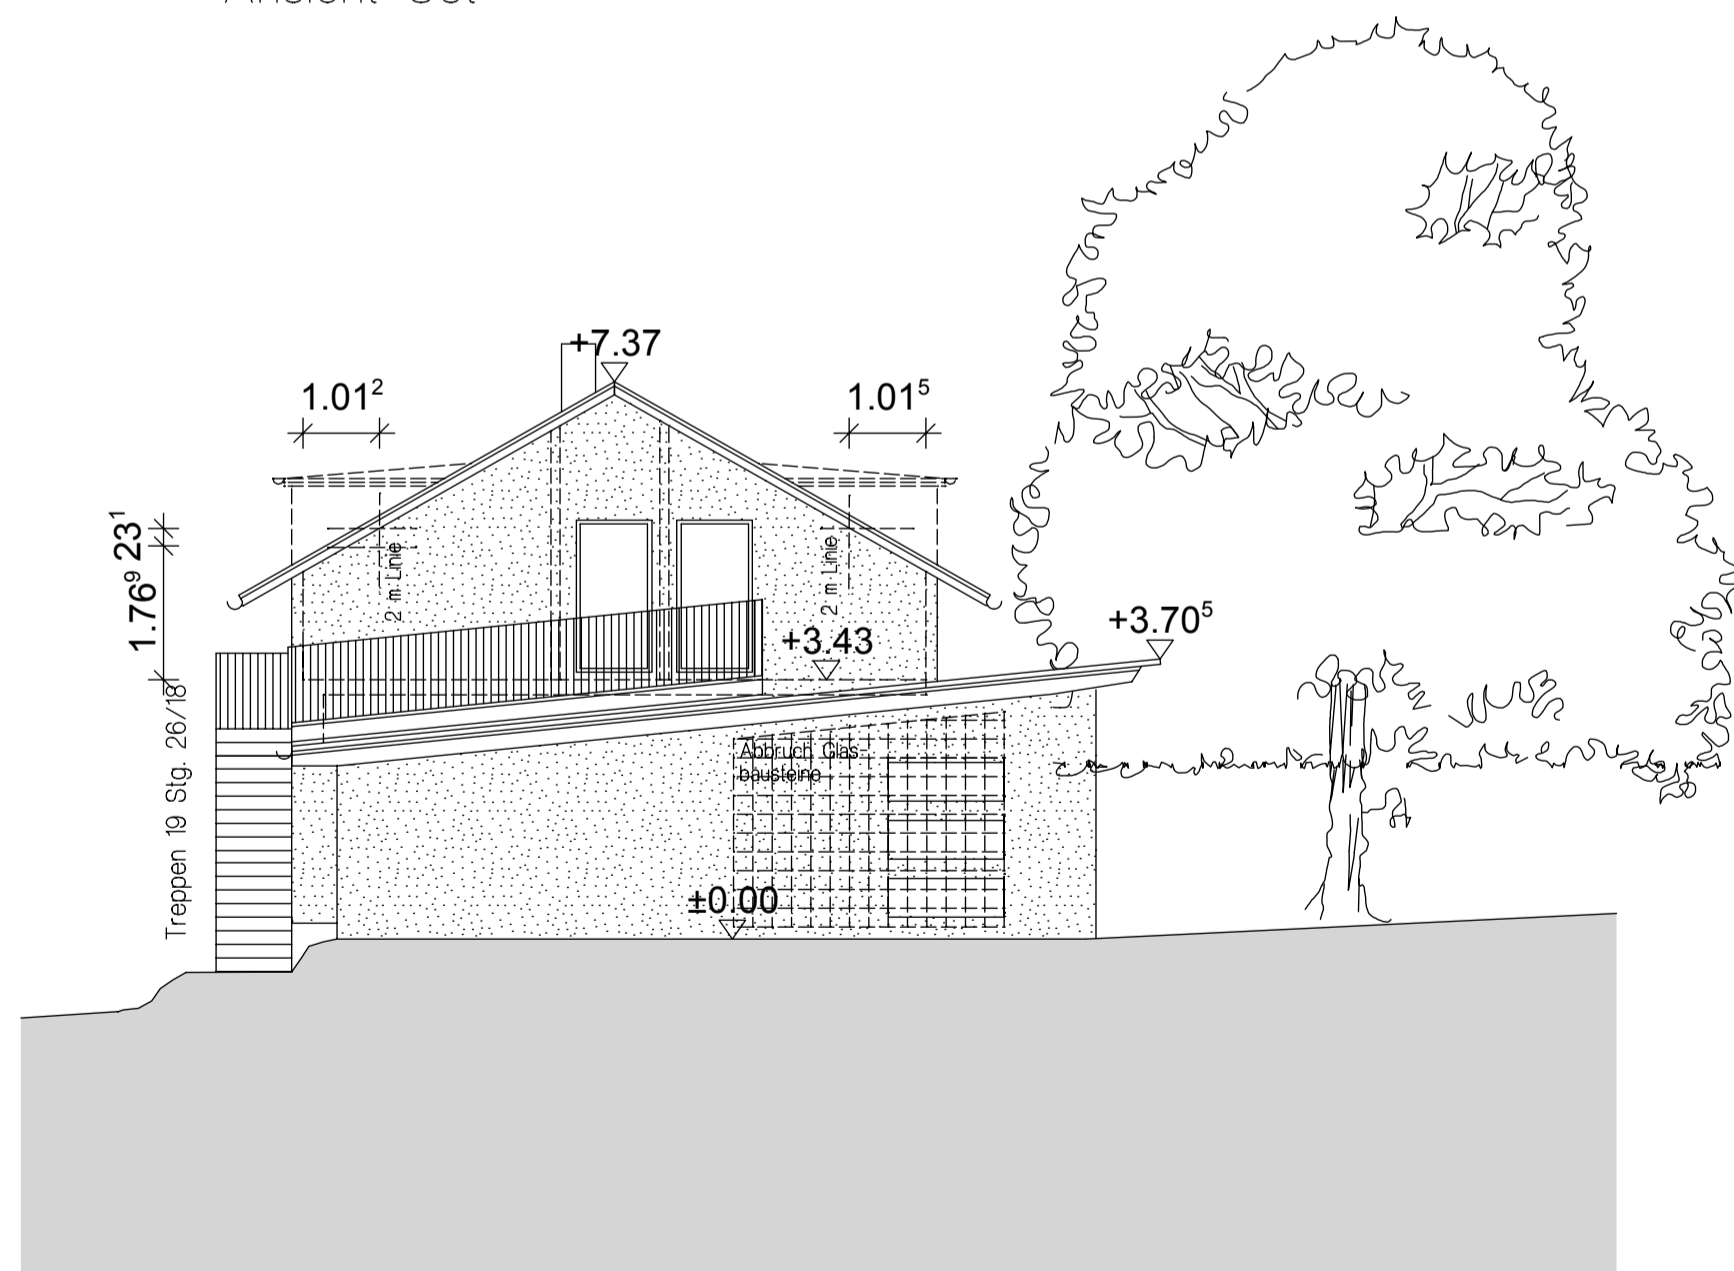 +7.37
1.01²
1.01⁵
23¹
1.76⁹
2 m Linie
2 m Linie
+3.43
+3.70⁵
Treppen 19 Stg. 26/18
Abbruch Glas-
bausteine
±0.00